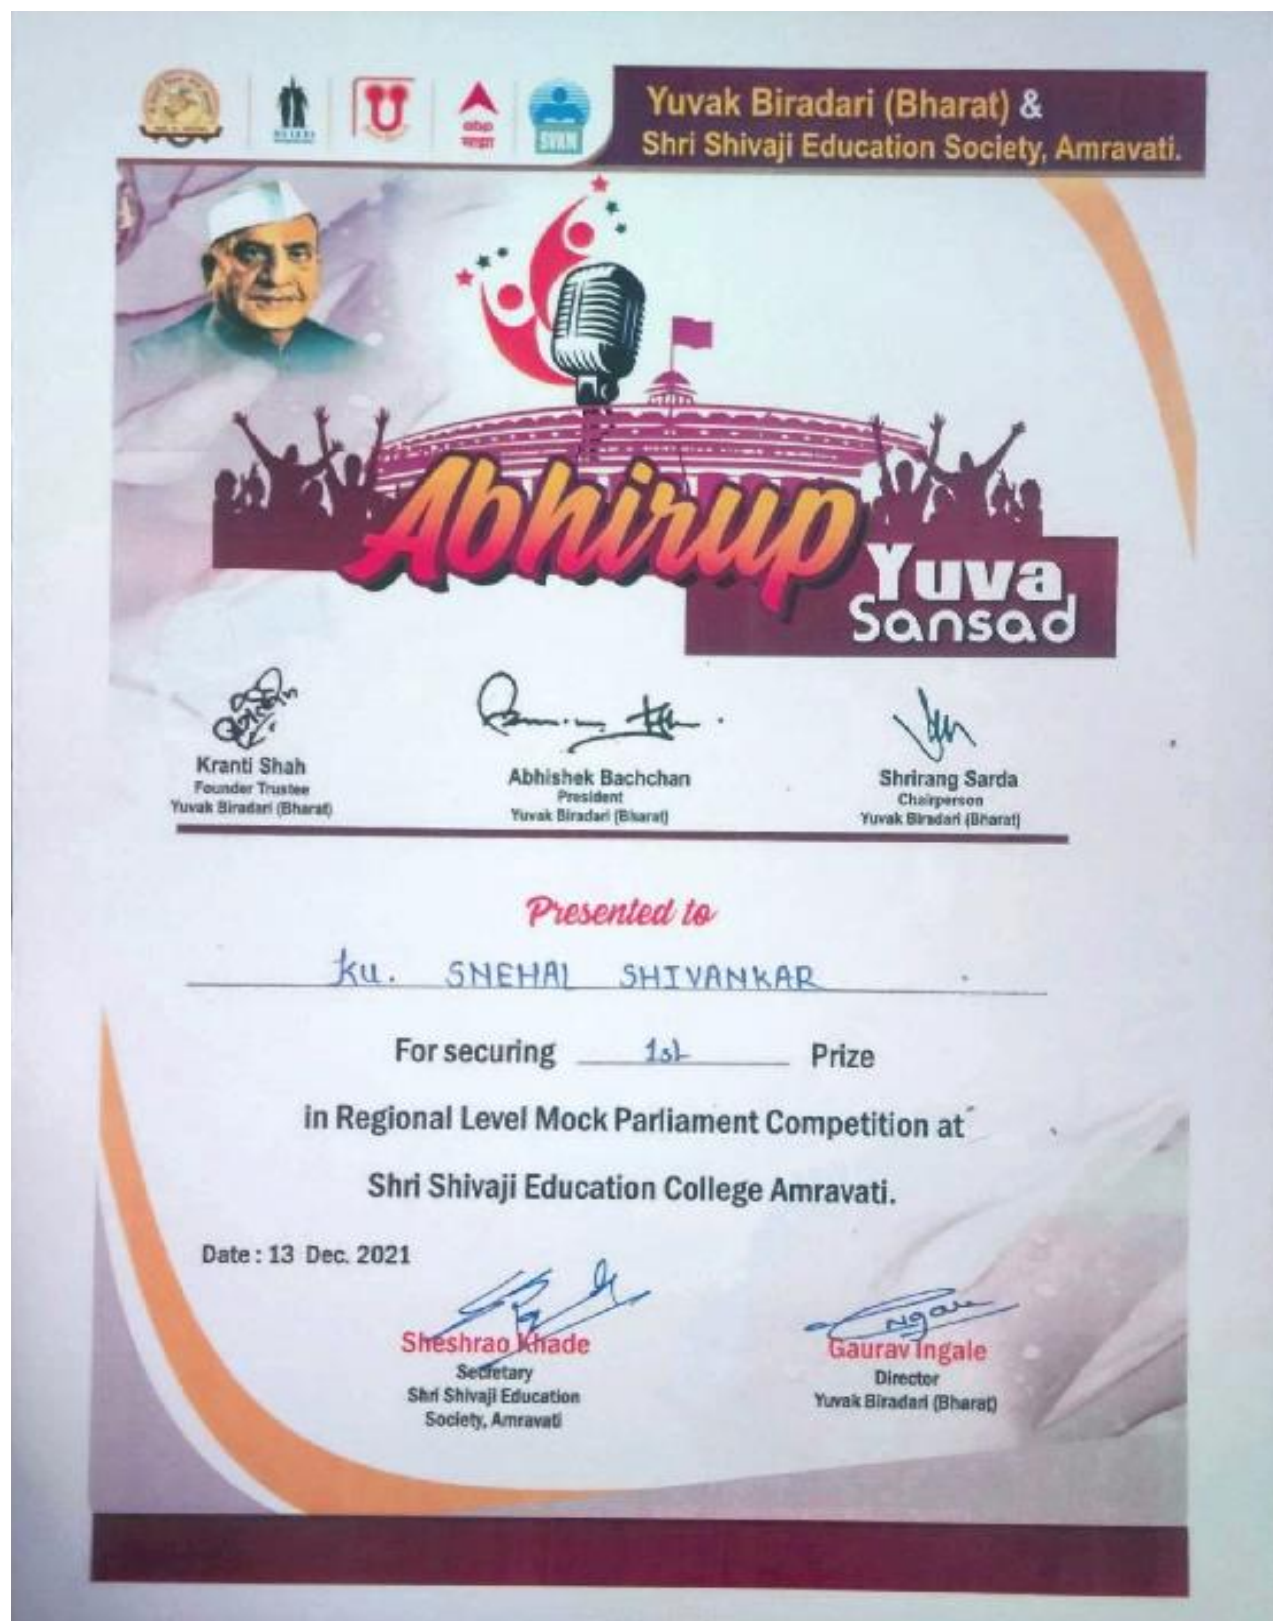 Yuvak Biradari (Bharat) &
Shri Shivaji Education Society, Amravati.
abp
माझा
SVKM
Abhirup
Yuva
Sansad
Kranti Shah
Founder Trustee
Yuvak Biradari (Bharat)
Abhishek Bachchan
President
Yuvak Biradari (Bharat)
Shrirang Sarda
Chairperson
Yuvak Biradari (Bharat)
Presented to
Ku. SNEHAL SHIVANKAR
For securing 1st Prize
in Regional Level Mock Parliament Competition at
Shri Shivaji Education College Amravati.
Date : 13 Dec. 2021
Sheshrao Khade
Secretary
Shri Shivaji Education
Society, Amravati
Ngale
Gaurav Ingale
Director
Yuvak Biradari (Bharat)